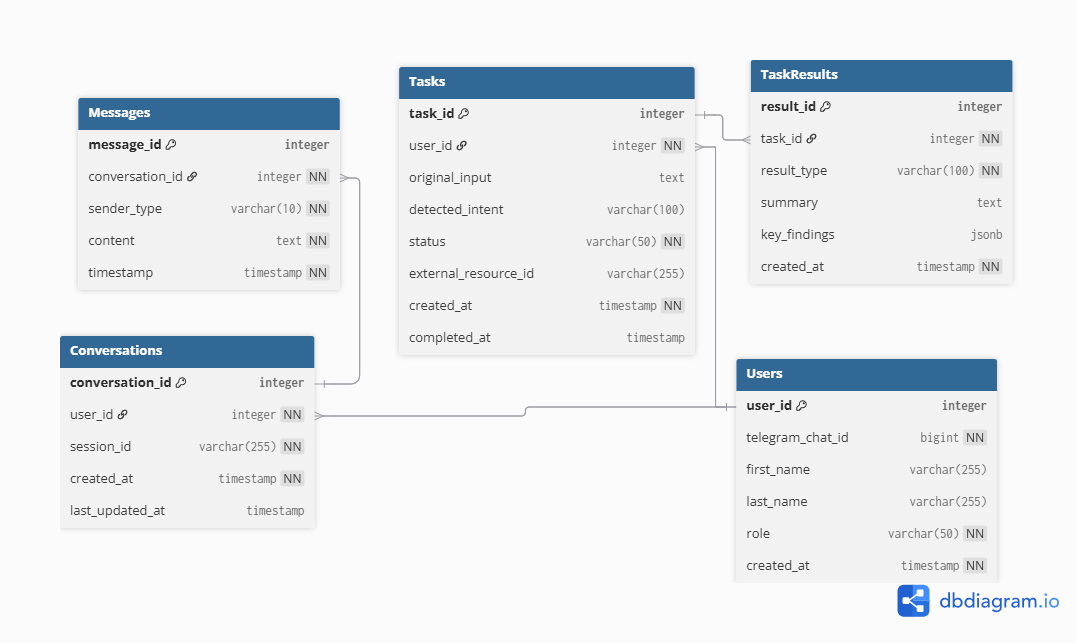 Messages
message_id integer
conversation_id integer NN
sender_type varchar(10) NN
content text NN
timestamp timestamp NN
Conversations
conversation_id integer
user_id integer NN
session_id varchar(255) NN
created_at timestamp NN
last_updated_at timestamp
Tasks
task_id integer
user_id integer NN
original_input text
detected_intent varchar(100)
status varchar(50) NN
external_resource_id varchar(255)
created_at timestamp NN
completed_at timestamp
TaskResults
result_id integer
task_id integer NN
result_type varchar(100) NN
summary text
key_findings jsonb
created_at timestamp NN
Users
user_id integer
telegram_chat_id bigint NN
first_name varchar(255)
last_name varchar(255)
role varchar(50) NN
created_at timestamp NN
dbdiagram.io